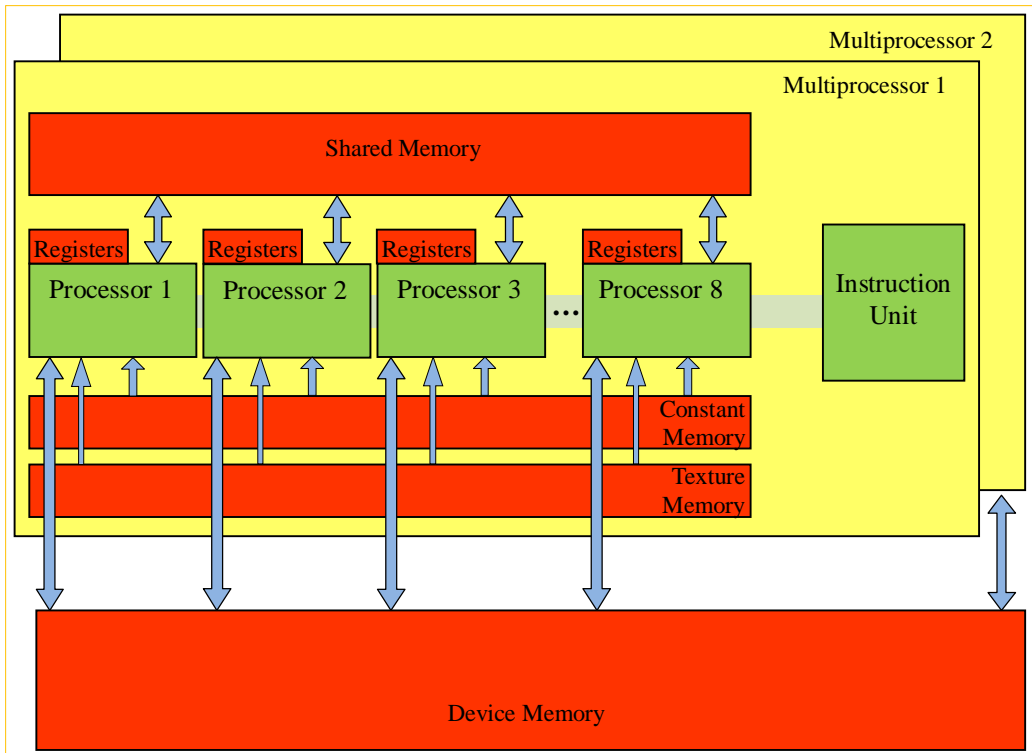 Multiprocessor 2
Multiprocessor 1
Shared Memory
Registers
Registers
Registers
Registers
Processor 1
Processor 2
Processor 3
...
Processor 8
Instruction
Unit
Constant
Memory
Texture
Memory
Device Memory